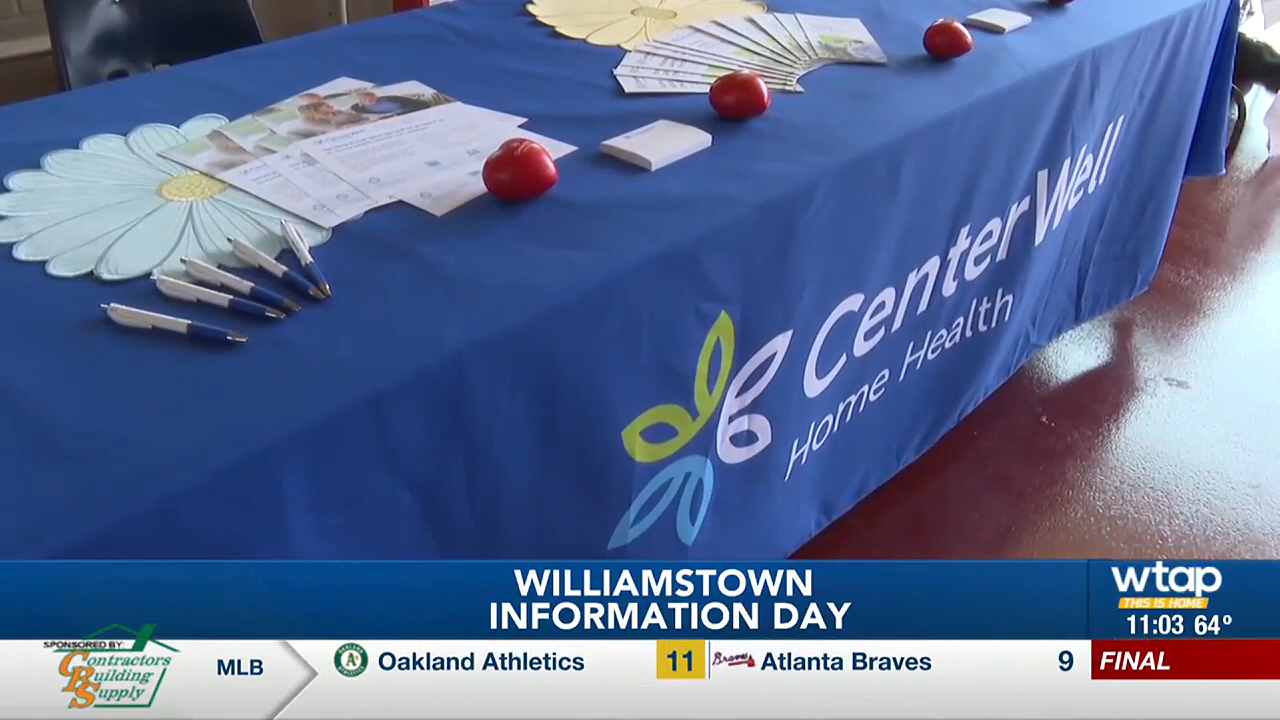 CenterWell
Home Health
WILLIAMSTOWN
INFORMATION DAY
wtap
THIS IS HOME
11:03 64°
SPONSORED BY:
Contractors
Building
Supply
MLB
Oakland Athletics 11
Braves
Atlanta Braves 9
FINAL